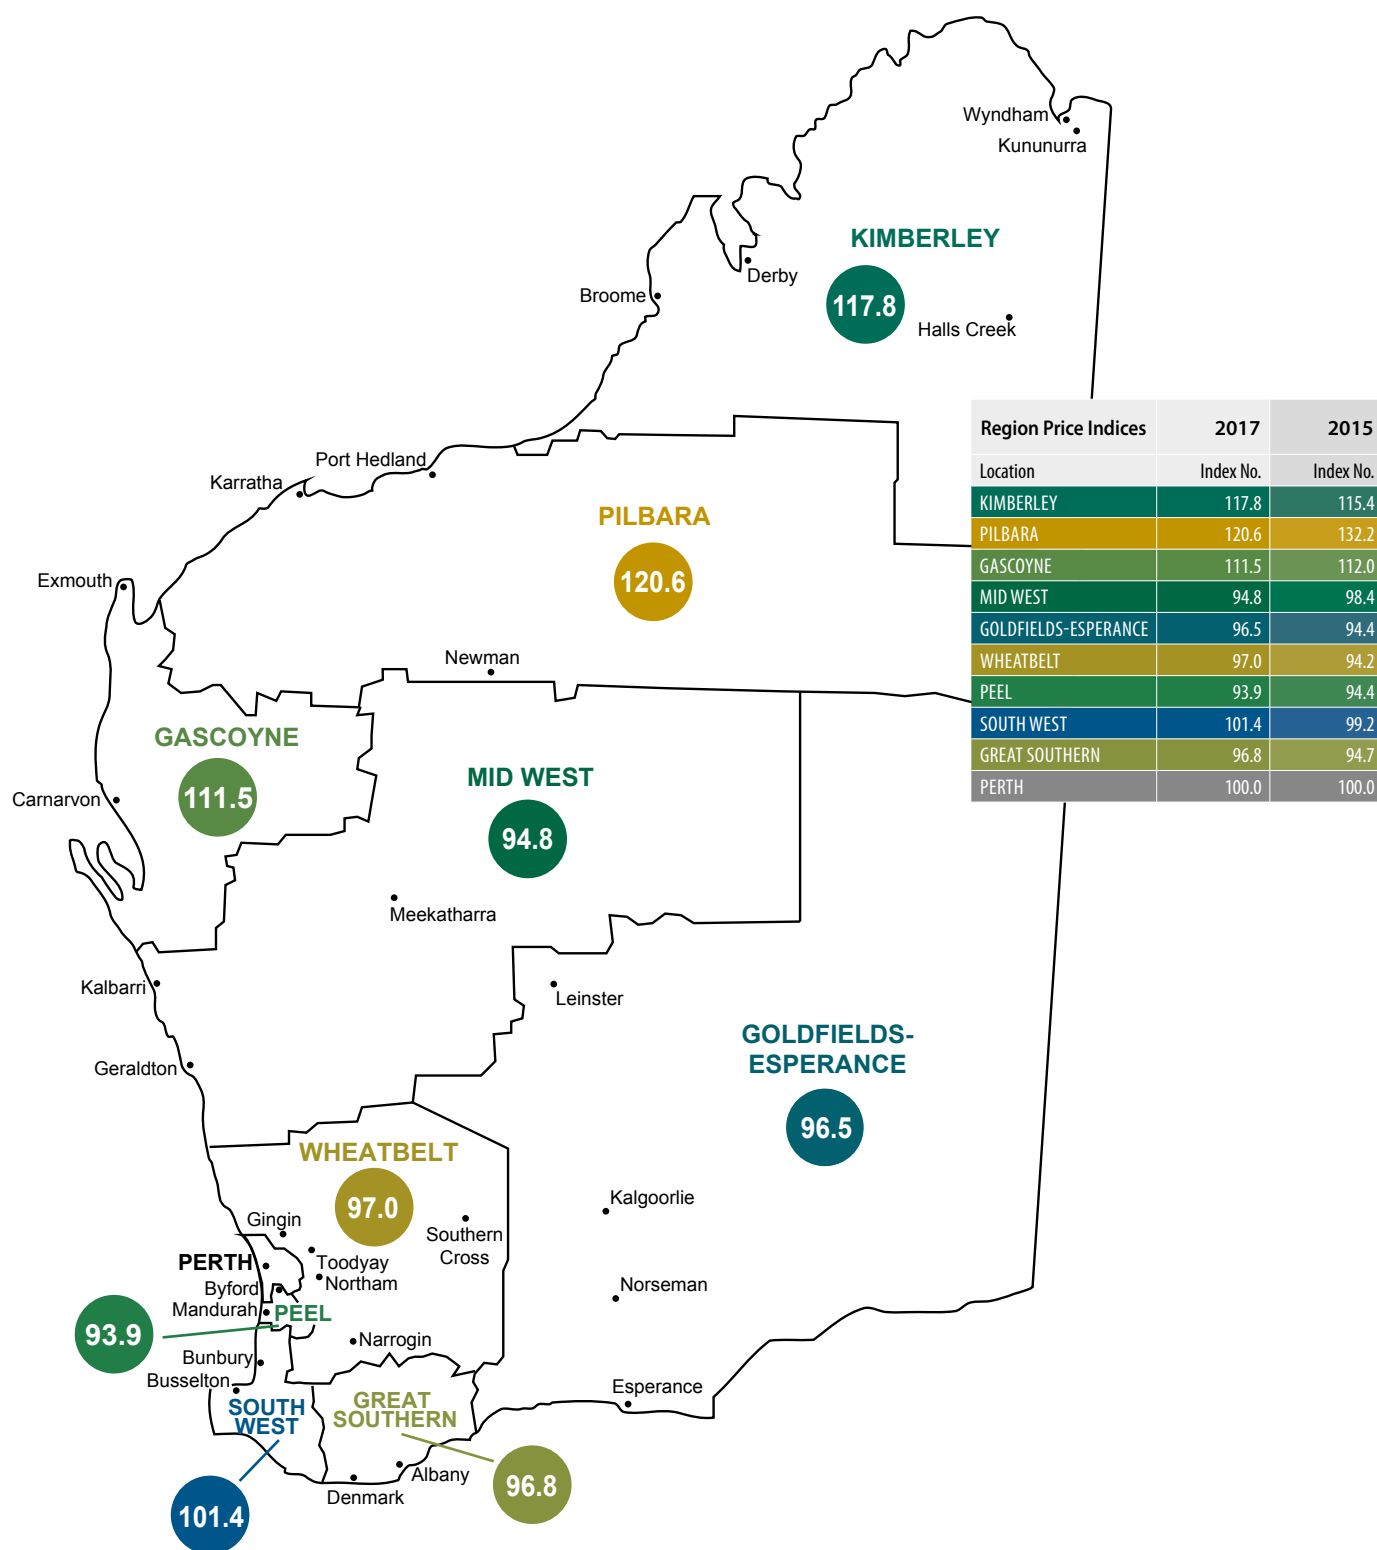 Wyndham
Kununurra
KIMBERLEY
Derby
Broome
117.8
Halls Creek
Region Price Indices 2017 2015
Location Index No. Index No.
KIMBERLEY 117.8 115.4
PILBARA 120.6 132.2
GASCOYNE 111.5 112.0
MID WEST 94.8 98.4
GOLDFIELDS-ESPERANCE 96.5 94.4
WHEATBELT 97.0 94.2
PEEL 93.9 94.4
SOUTH WEST 101.4 99.2
GREAT SOUTHERN 96.8 94.7
PERTH 100.0 100.0
Port Hedland
Karratha
PILBARA
120.6
Exmouth
Newman
GASCOYNE
111.5
MID WEST
94.8
Carnarvon
Meekatharra
Kalbarri
Leinster
GOLDFIELDS-
ESPERANCE
96.5
Geraldton
WHEATBELT
97.0
Kalgoorlie
Gingin
Southern
Cross
PERTH
Toodyay
Northam
Byford
Mandurah
PEEL
93.9
Norseman
Narrogin
Bunbury
Busselton
Esperance
SOUTH
WEST
GREAT
SOUTHERN
Albany
Denmark
96.8
101.4